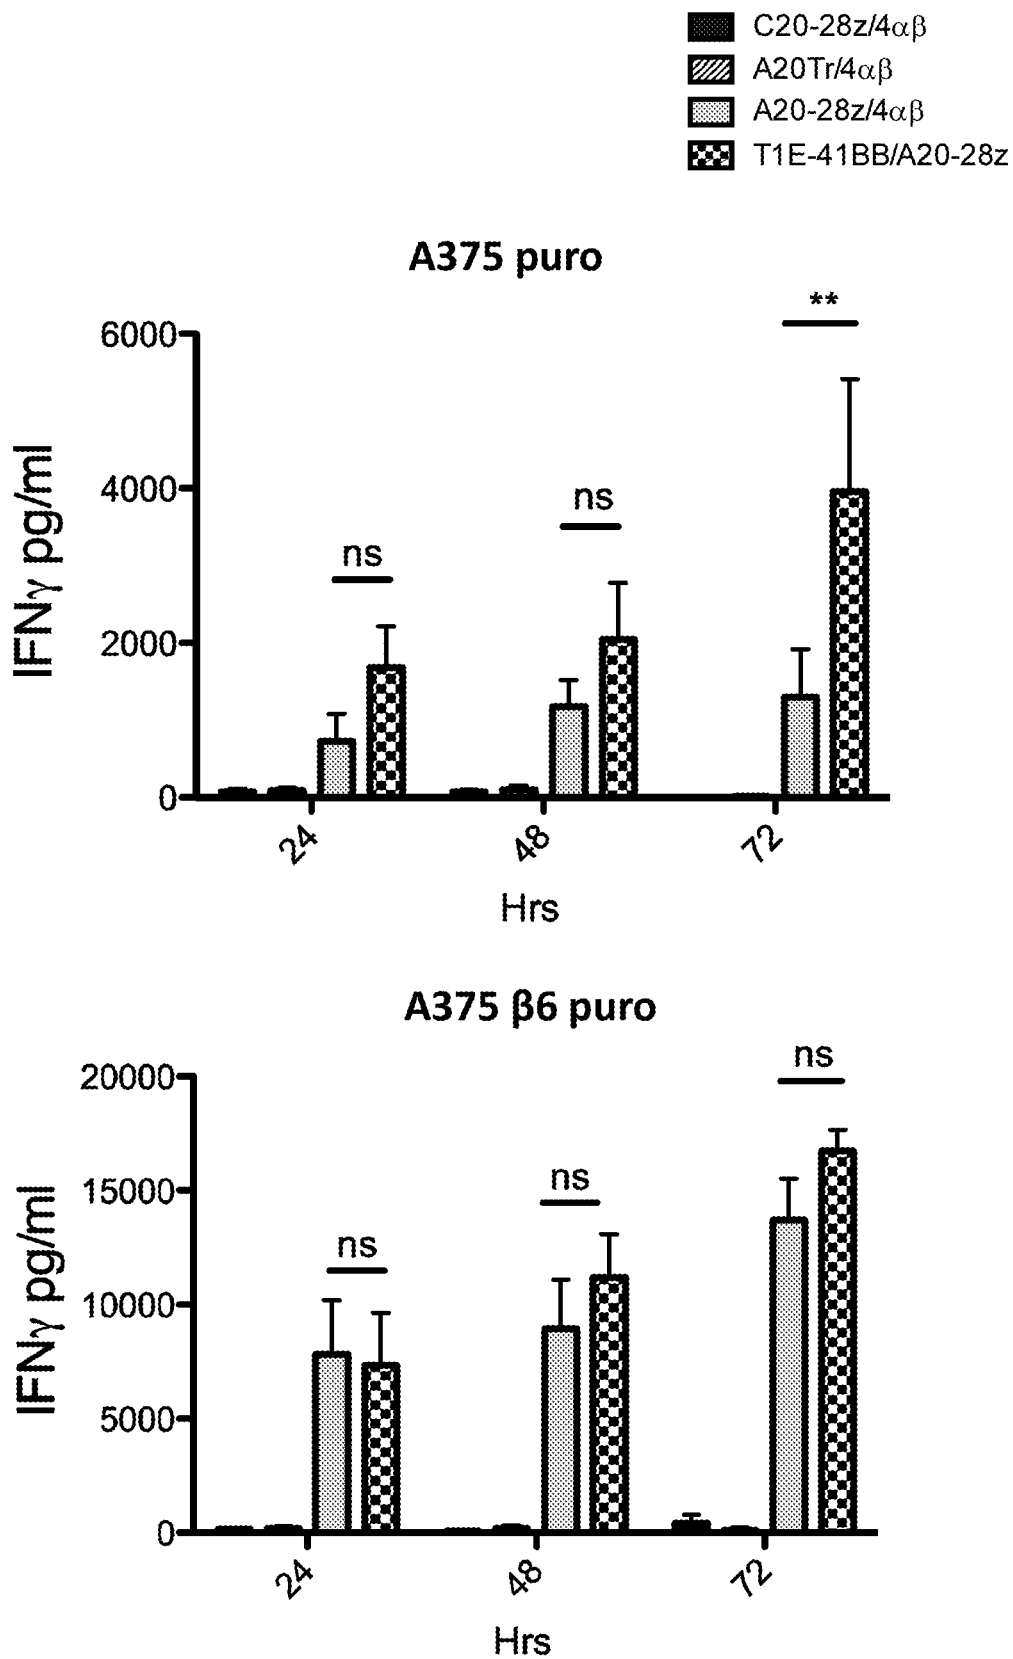 C20-28z/4αβ
A20Tr/4αβ
A20-28z/4αβ
T1E-41BB/A20-28z
A375 puro
**
6000
4000
2000
0
IFNγ pg/ml
ns
ns
24
48
72
Hrs
A375 β6 puro
20000
15000
10000
5000
0
IFNγ pg/ml
ns
ns
ns
24
48
72
Hrs